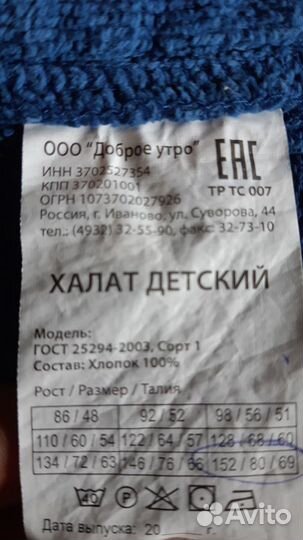 ООО "Доброе утро"
ИНН 3702527354
КПП 370201001
ОГРН 1073702027926
ЕАС
ТР ТС 007
Россия, г. Иваново, ул. Суворова, 44
тел.: (4932) 32-55-90, факс: 32-73-10
ХАЛАТ ДЕТСКИЙ
Модель:
ГОСТ 25294-2003, Сорт 1
Состав: Хлопок 100%
Рост / Размер / Талия
86 / 48 92 / 52 98 / 56 / 51
110 / 60 / 54 122 / 64 / 57 128 / 68 / 60
134 / 72 / 63 146 / 76 / 66 152 / 80 / 69
40 P
Дата выпуска: 20 г.
Avito